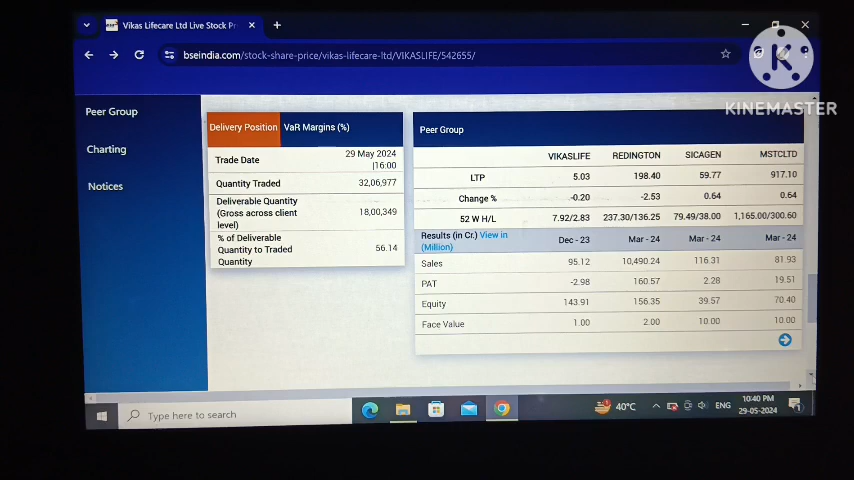 Vikas Lifecare Ltd Live Stock Pr
bseindia.com/stock-share-price/vikas-lifecare-ltd/VIKASLIFE/542655/
K
KINEMASTER
Peer Group
Charting
Notices
Delivery Position VaR Margins (%)
Trade Date 29 May 2024 (16:00
Quantity Traded 32,06,977
Deliverable Quantity
(Gross across client
level) 18,00,349
% of Deliverable
Quantity to Traded
Quantity 56.14
Peer Group
VIKASLIFE REDINGTON SICAGEN MSTCLTD
LTP 5.03 198.40 59.77 917.10
Change % -0.20 -2.53 0.64 0.64
52 W H/L 7.92/2.83 237.30/136.25 79.49/38.00 1,165.00/300.60
Results (in Cr.) View in
(Million) Dec - 23 Mar - 24 Mar - 24 Mar - 24
Sales 95.12 10,490.24 116.31 81.93
PAT -2.98 160.57 2.28 19.51
Equity 143.91 156.35 39.57 70.40
Face Value 1.00 2.00 10.00 10.00
Type here to search
40°C ENG 10:40 PM
29-05-2024
1